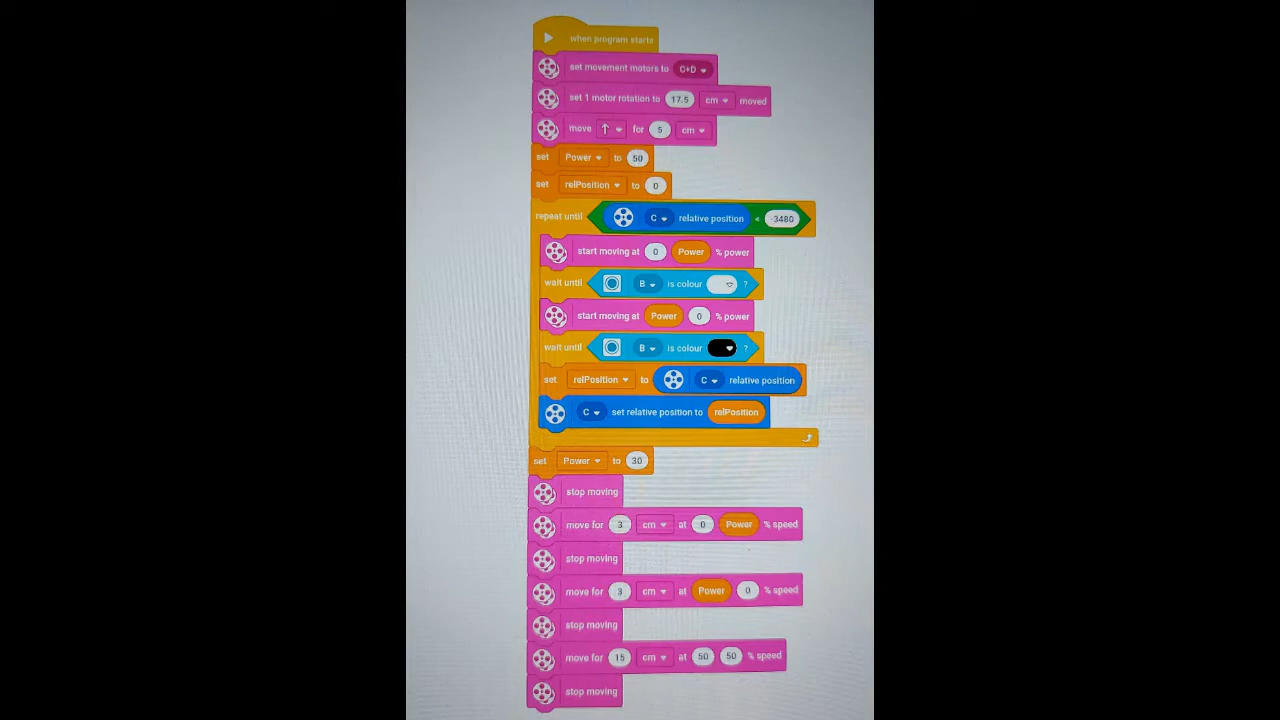 when program starts
set movement motors to C+D
set 1 motor rotation to 17.5 cm moved
move ↑ for 5 cm
set Power to 50
set relPosition to 0
repeat until C relative position < -3480
start moving at 0 Power % power
wait until B is colour ?
start moving at Power 0 % power
wait until B is colour ?
set relPosition to C relative position
C set relative position to relPosition
set Power to 30
stop moving
move for 3 cm at 0 Power % speed
stop moving
move for 3 cm at Power 0 % speed
stop moving
move for 15 cm at 50 50 % speed
stop moving